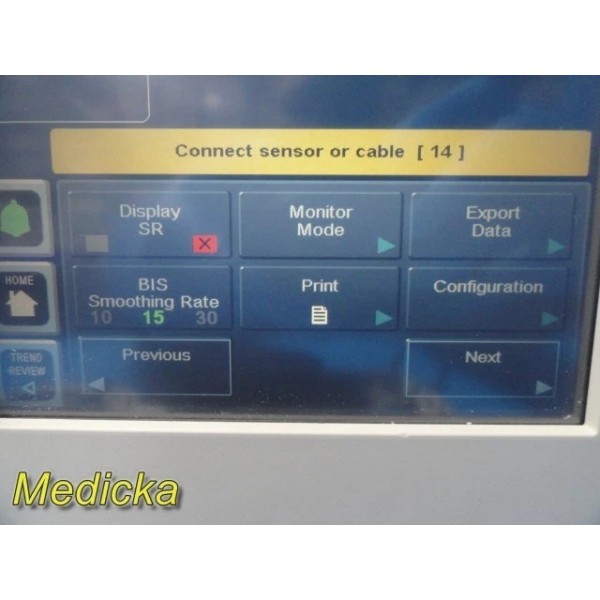 Connect sensor or cable [ 14 ]
Display
SR
Monitor
Mode
Export
Data
HOME
BIS
Smoothing Rate
10 15 30
Print
Configuration
TREND
REVIEW
Previous
Next
Medicka